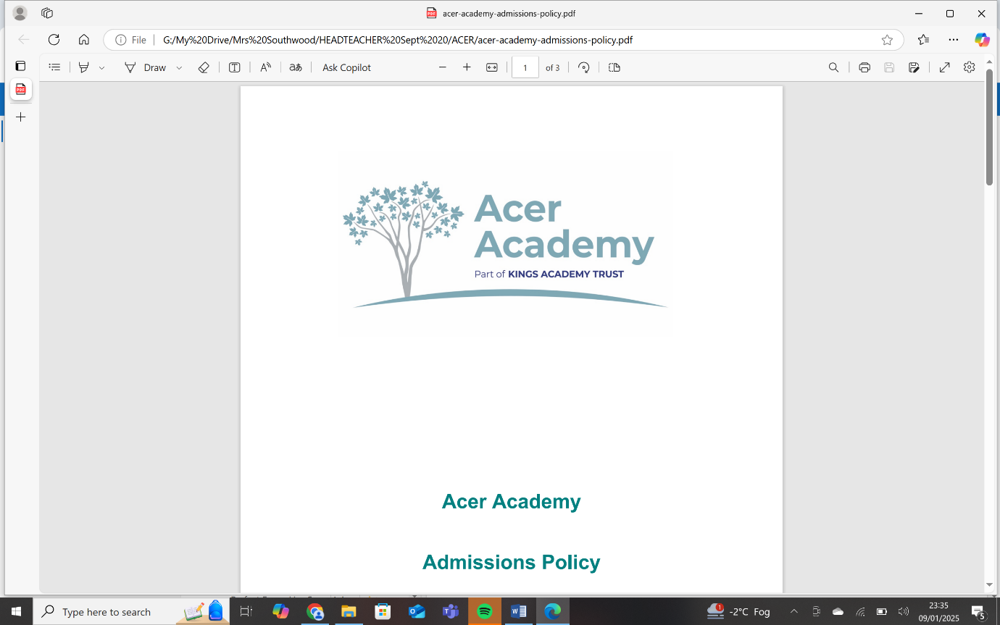 acer-academy-admissions-policy.pdf
File
G:/My%20Drive/Mrs%20Southwood/HEADTEACHER%20Sept%2020/ACER/acer-academy-admissions-policy.pdf
Draw
Ask Copilot
1
of 3
Acer
Academy
Part of KINGS ACADEMY TRUST
Acer Academy
Admissions Policy
Type here to search
-2°C Fog
23:35
09/01/2025
5